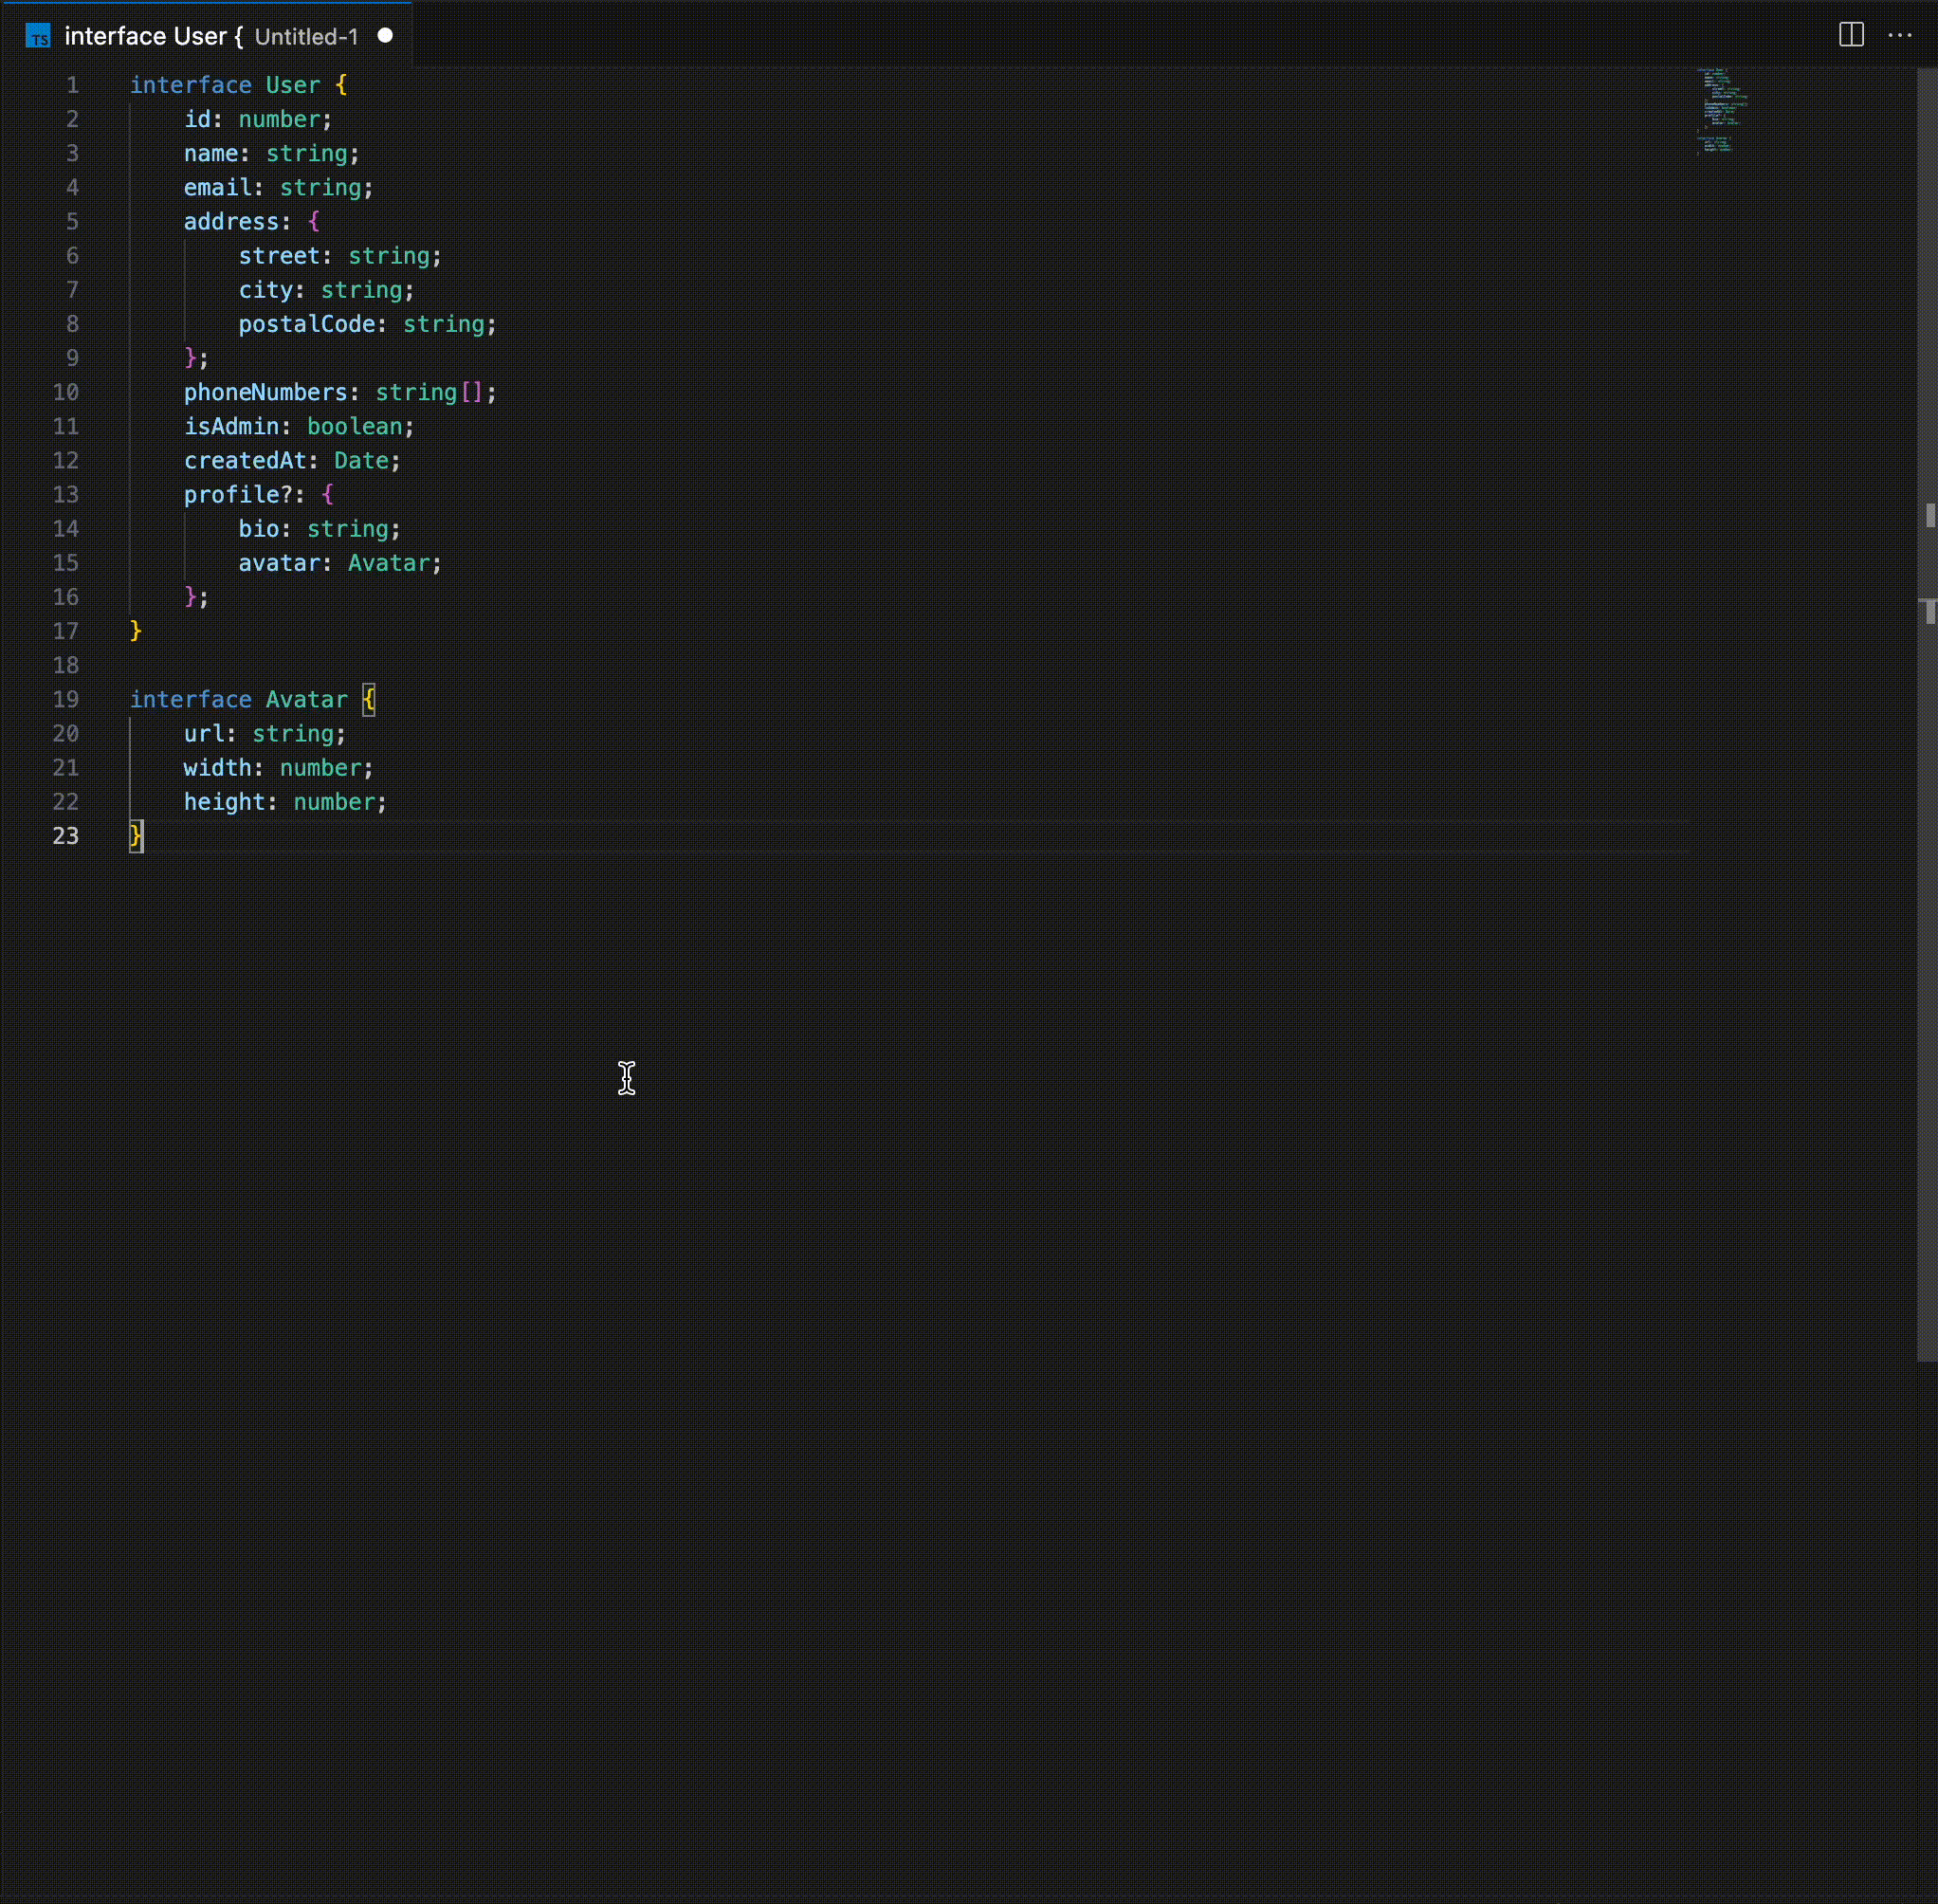 TS interface User { Untitled-1
1 interface User {
2     id: number;
3     name: string;
4     email: string;
5     address: {
6         street: string;
7         city: string;
8         postalCode: string;
9     };
10     phoneNumbers: string[];
11     isAdmin: boolean;
12     createdAt: Date;
13     profile?: {
14         bio: string;
15         avatar: Avatar;
16     };
17 }
18
19 interface Avatar {
20     url: string;
21     width: number;
22     height: number;
23 }